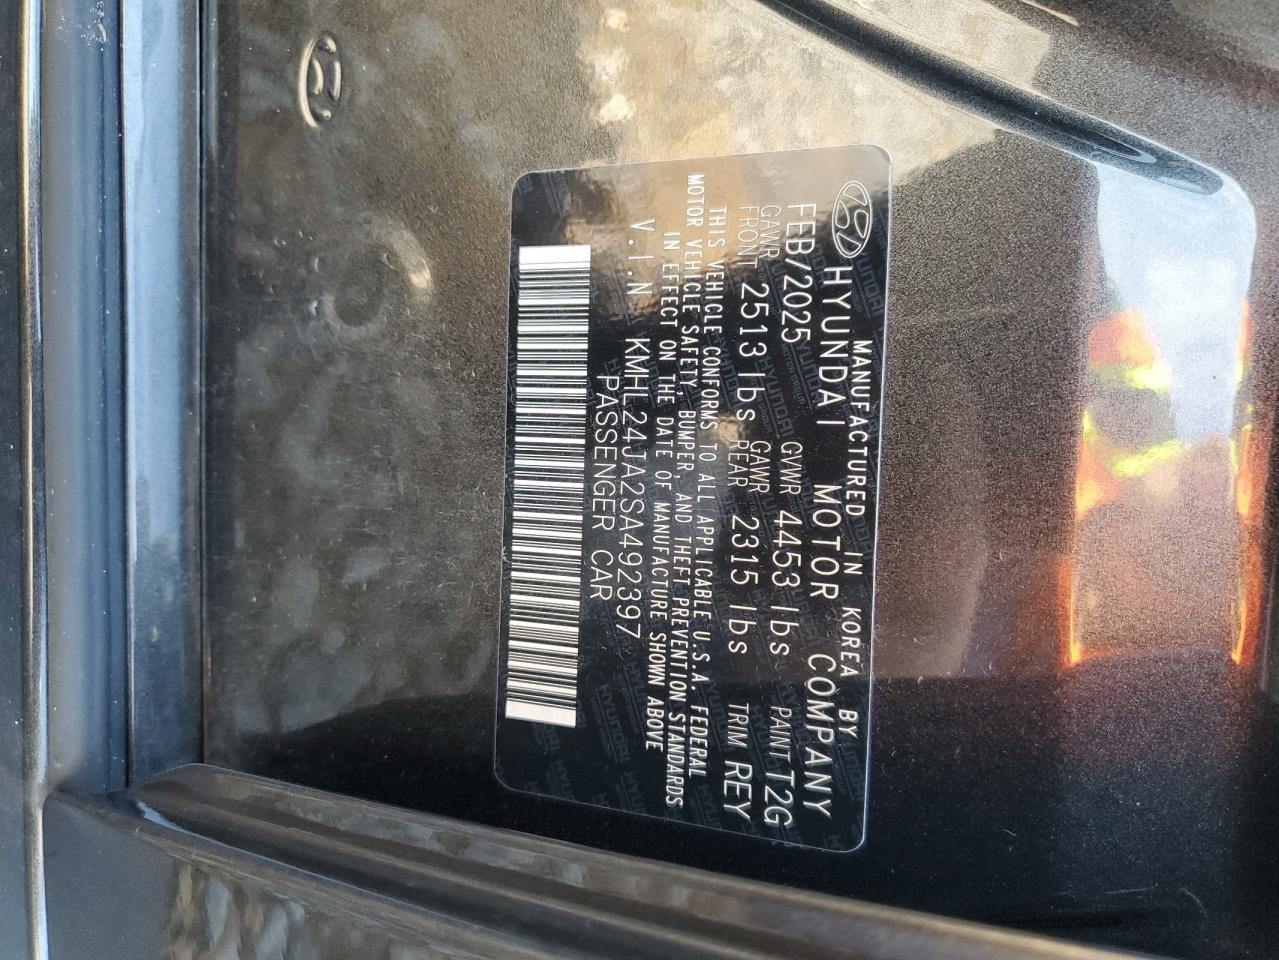 MANUFACTURED IN KOREA BY
HYUNDAI MOTOR COMPANY
FEB/2025 GVWR 4453 lbs PAINT T2G
GAWR FRONT 2513 lbs GAWR REAR 2315 lbs TRIM REY
THIS VEHICLE CONFORMS TO ALL APPLICABLE U.S.A. FEDERAL
MOTOR VEHICLE SAFETY, BUMPER, AND THEFT PREVENTION STANDARDS
IN EFFECT ON THE DATE OF MANUFACTURE SHOWN ABOVE
V.I.N KMHL24JA2SA492397
PASSENGER CAR